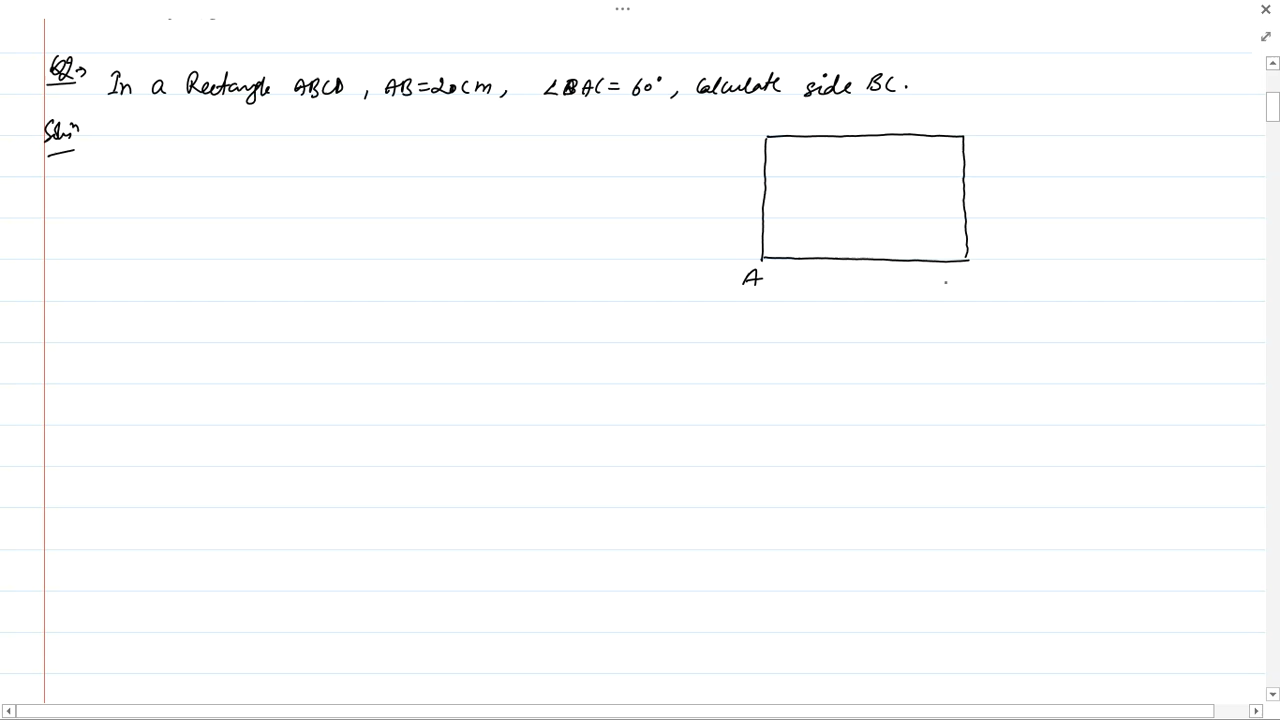 Q2→ In a Rectangle ABCD, AB=20cm, ∠BAC= 60°, Calculate side BC.
Solⁿ
A